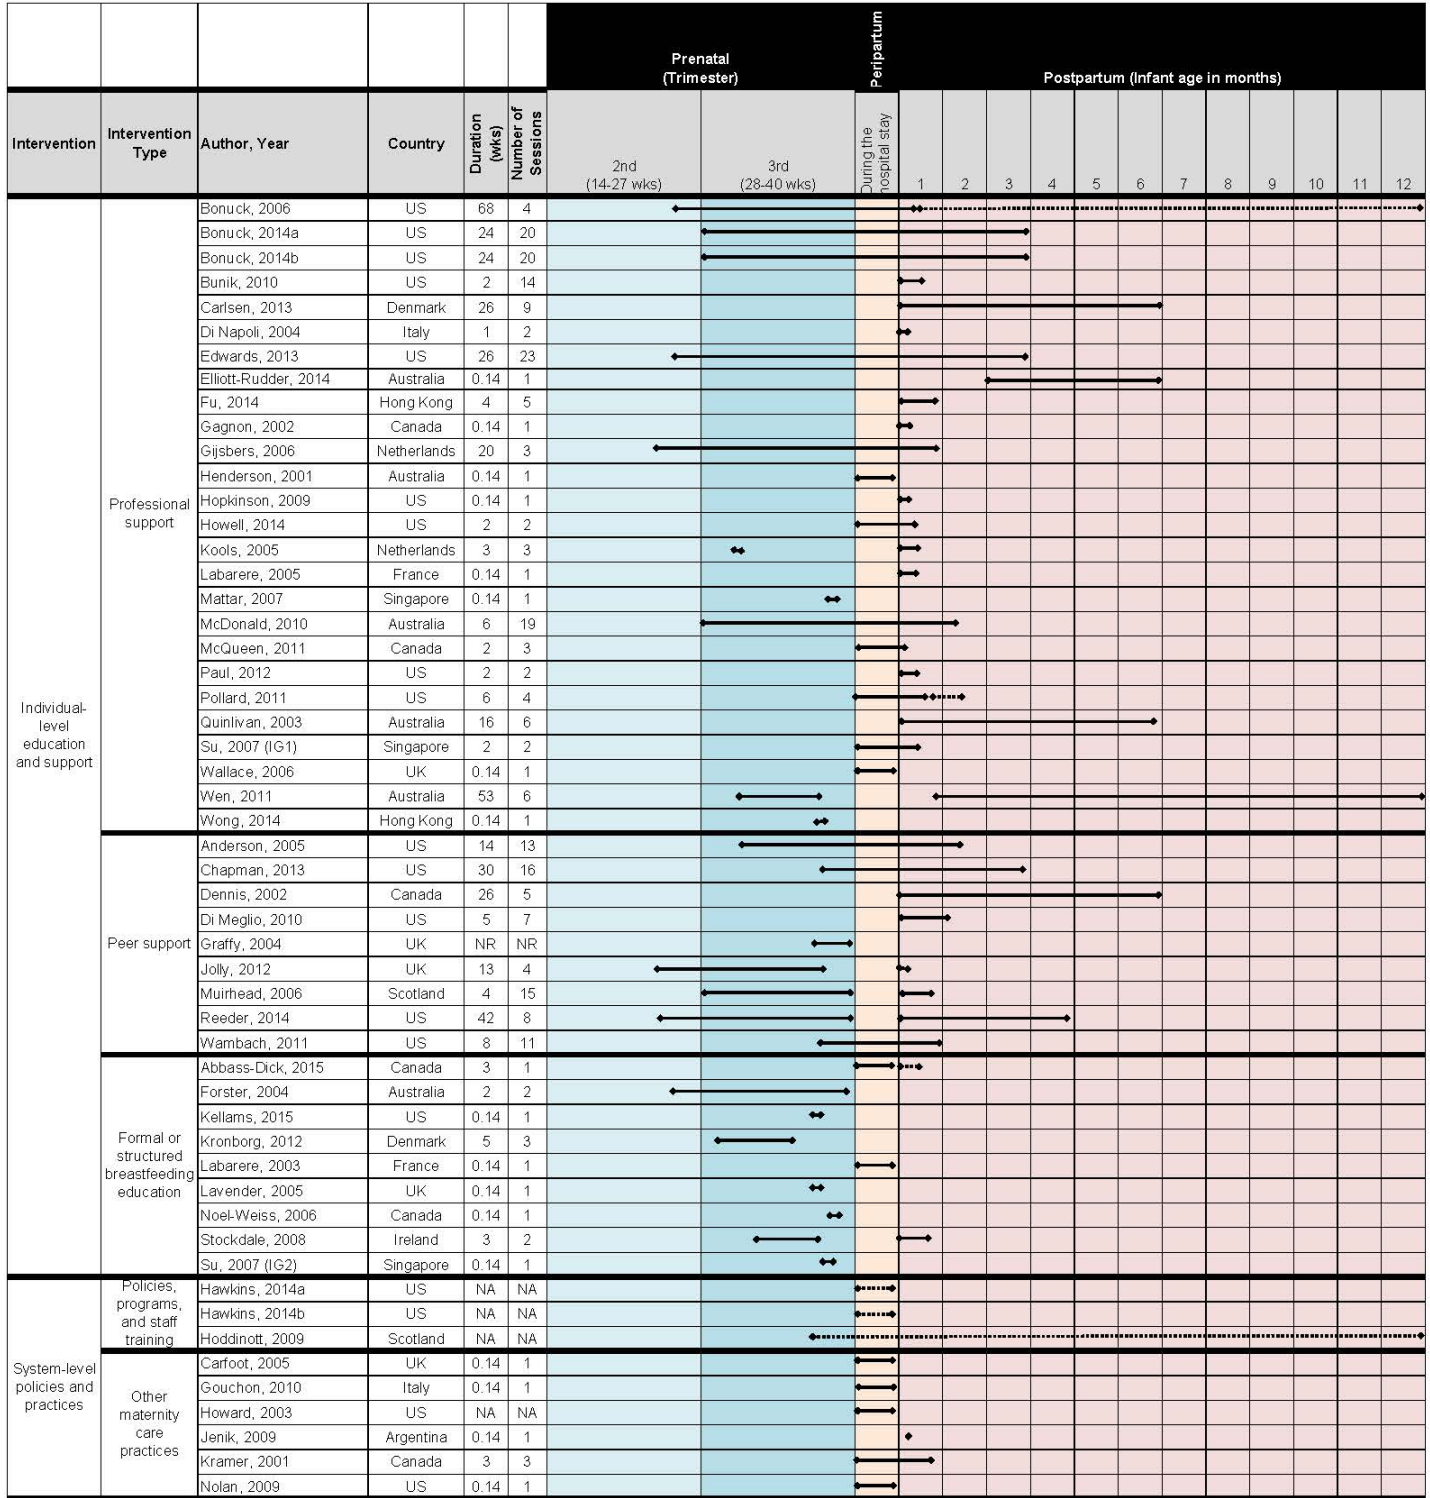 Prenatal
(Trimester)
Peripartum
Postpartum (Infant age in months)
Intervention
Intervention
Type
Author, Year
Country
Duration
(wks)
Number of
Sessions
2nd
(14-27 wks)
3rd
(28-40 wks)
During the
hospital stay
1 2 3 4 5 6 7 8 9 10 11 12
Individual-
level
education
and support
Professional
support
Bonuck, 2006 US 68 4
Bonuck, 2014a US 24 20
Bonuck, 2014b US 24 20
Bunik, 2010 US 2 14
Carlsen, 2013 Denmark 26 9
Di Napoli, 2004 Italy 1 2
Edwards, 2013 US 26 23
Elliott-Rudder, 2014 Australia 0.14 1
Fu, 2014 Hong Kong 4 5
Gagnon, 2002 Canada 0.14 1
Gijsbers, 2006 Netherlands 20 3
Henderson, 2001 Australia 0.14 1
Hopkinson, 2009 US 0.14 1
Howell, 2014 US 2 2
Kools, 2005 Netherlands 3 3
Labarere, 2005 France 0.14 1
Mattar, 2007 Singapore 0.14 1
McDonald, 2010 Australia 6 19
McQueen, 2011 Canada 2 3
Paul, 2012 US 2 2
Pollard, 2011 US 6 4
Quinlivan, 2003 Australia 16 6
Su, 2007 (IG1) Singapore 2 2
Wallace, 2006 UK 0.14 1
Wen, 2011 Australia 53 6
Wong, 2014 Hong Kong 0.14 1
Peer support
Anderson, 2005 US 14 13
Chapman, 2013 US 30 16
Dennis, 2002 Canada 26 5
Di Meglio, 2010 US 5 7
Graffy, 2004 UK NR NR
Jolly, 2012 UK 13 4
Muirhead, 2006 Scotland 4 15
Reeder, 2014 US 42 8
Wambach, 2011 US 8 11
Formal or
structured
breastfeeding
education
Abbass-Dick, 2015 Canada 3 1
Forster, 2004 Australia 2 2
Kellams, 2015 US 0.14 1
Kronborg, 2012 Denmark 5 3
Labarere, 2003 France 0.14 1
Lavender, 2005 UK 0.14 1
Noel-Weiss, 2006 Canada 0.14 1
Stockdale, 2008 Ireland 3 2
Su, 2007 (IG2) Singapore 0.14 1
System-level
policies and
practices
Policies,
programs,
and staff
training
Hawkins, 2014a US NA NA
Hawkins, 2014b US NA NA
Hoddinott, 2009 Scotland NA NA
Other
maternity
care
practices
Carfoot, 2005 UK 0.14 1
Gouchon, 2010 Italy 0.14 1
Howard, 2003 US NA NA
Jenik, 2009 Argentina 0.14 1
Kramer, 2001 Canada 3 3
Nolan, 2009 US 0.14 1